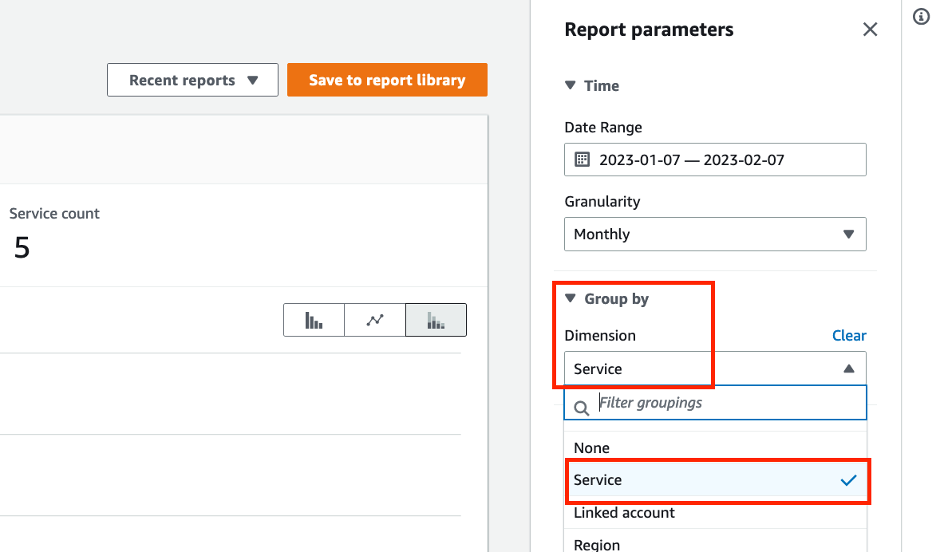 Report parameters
Recent reports
Save to report library
Time
Date Range
2023-01-07 — 2023-02-07
Service count
5
Granularity
Monthly
Group by
Dimension
Clear
Service
Filter groupings
None
Service
Linked account
Region